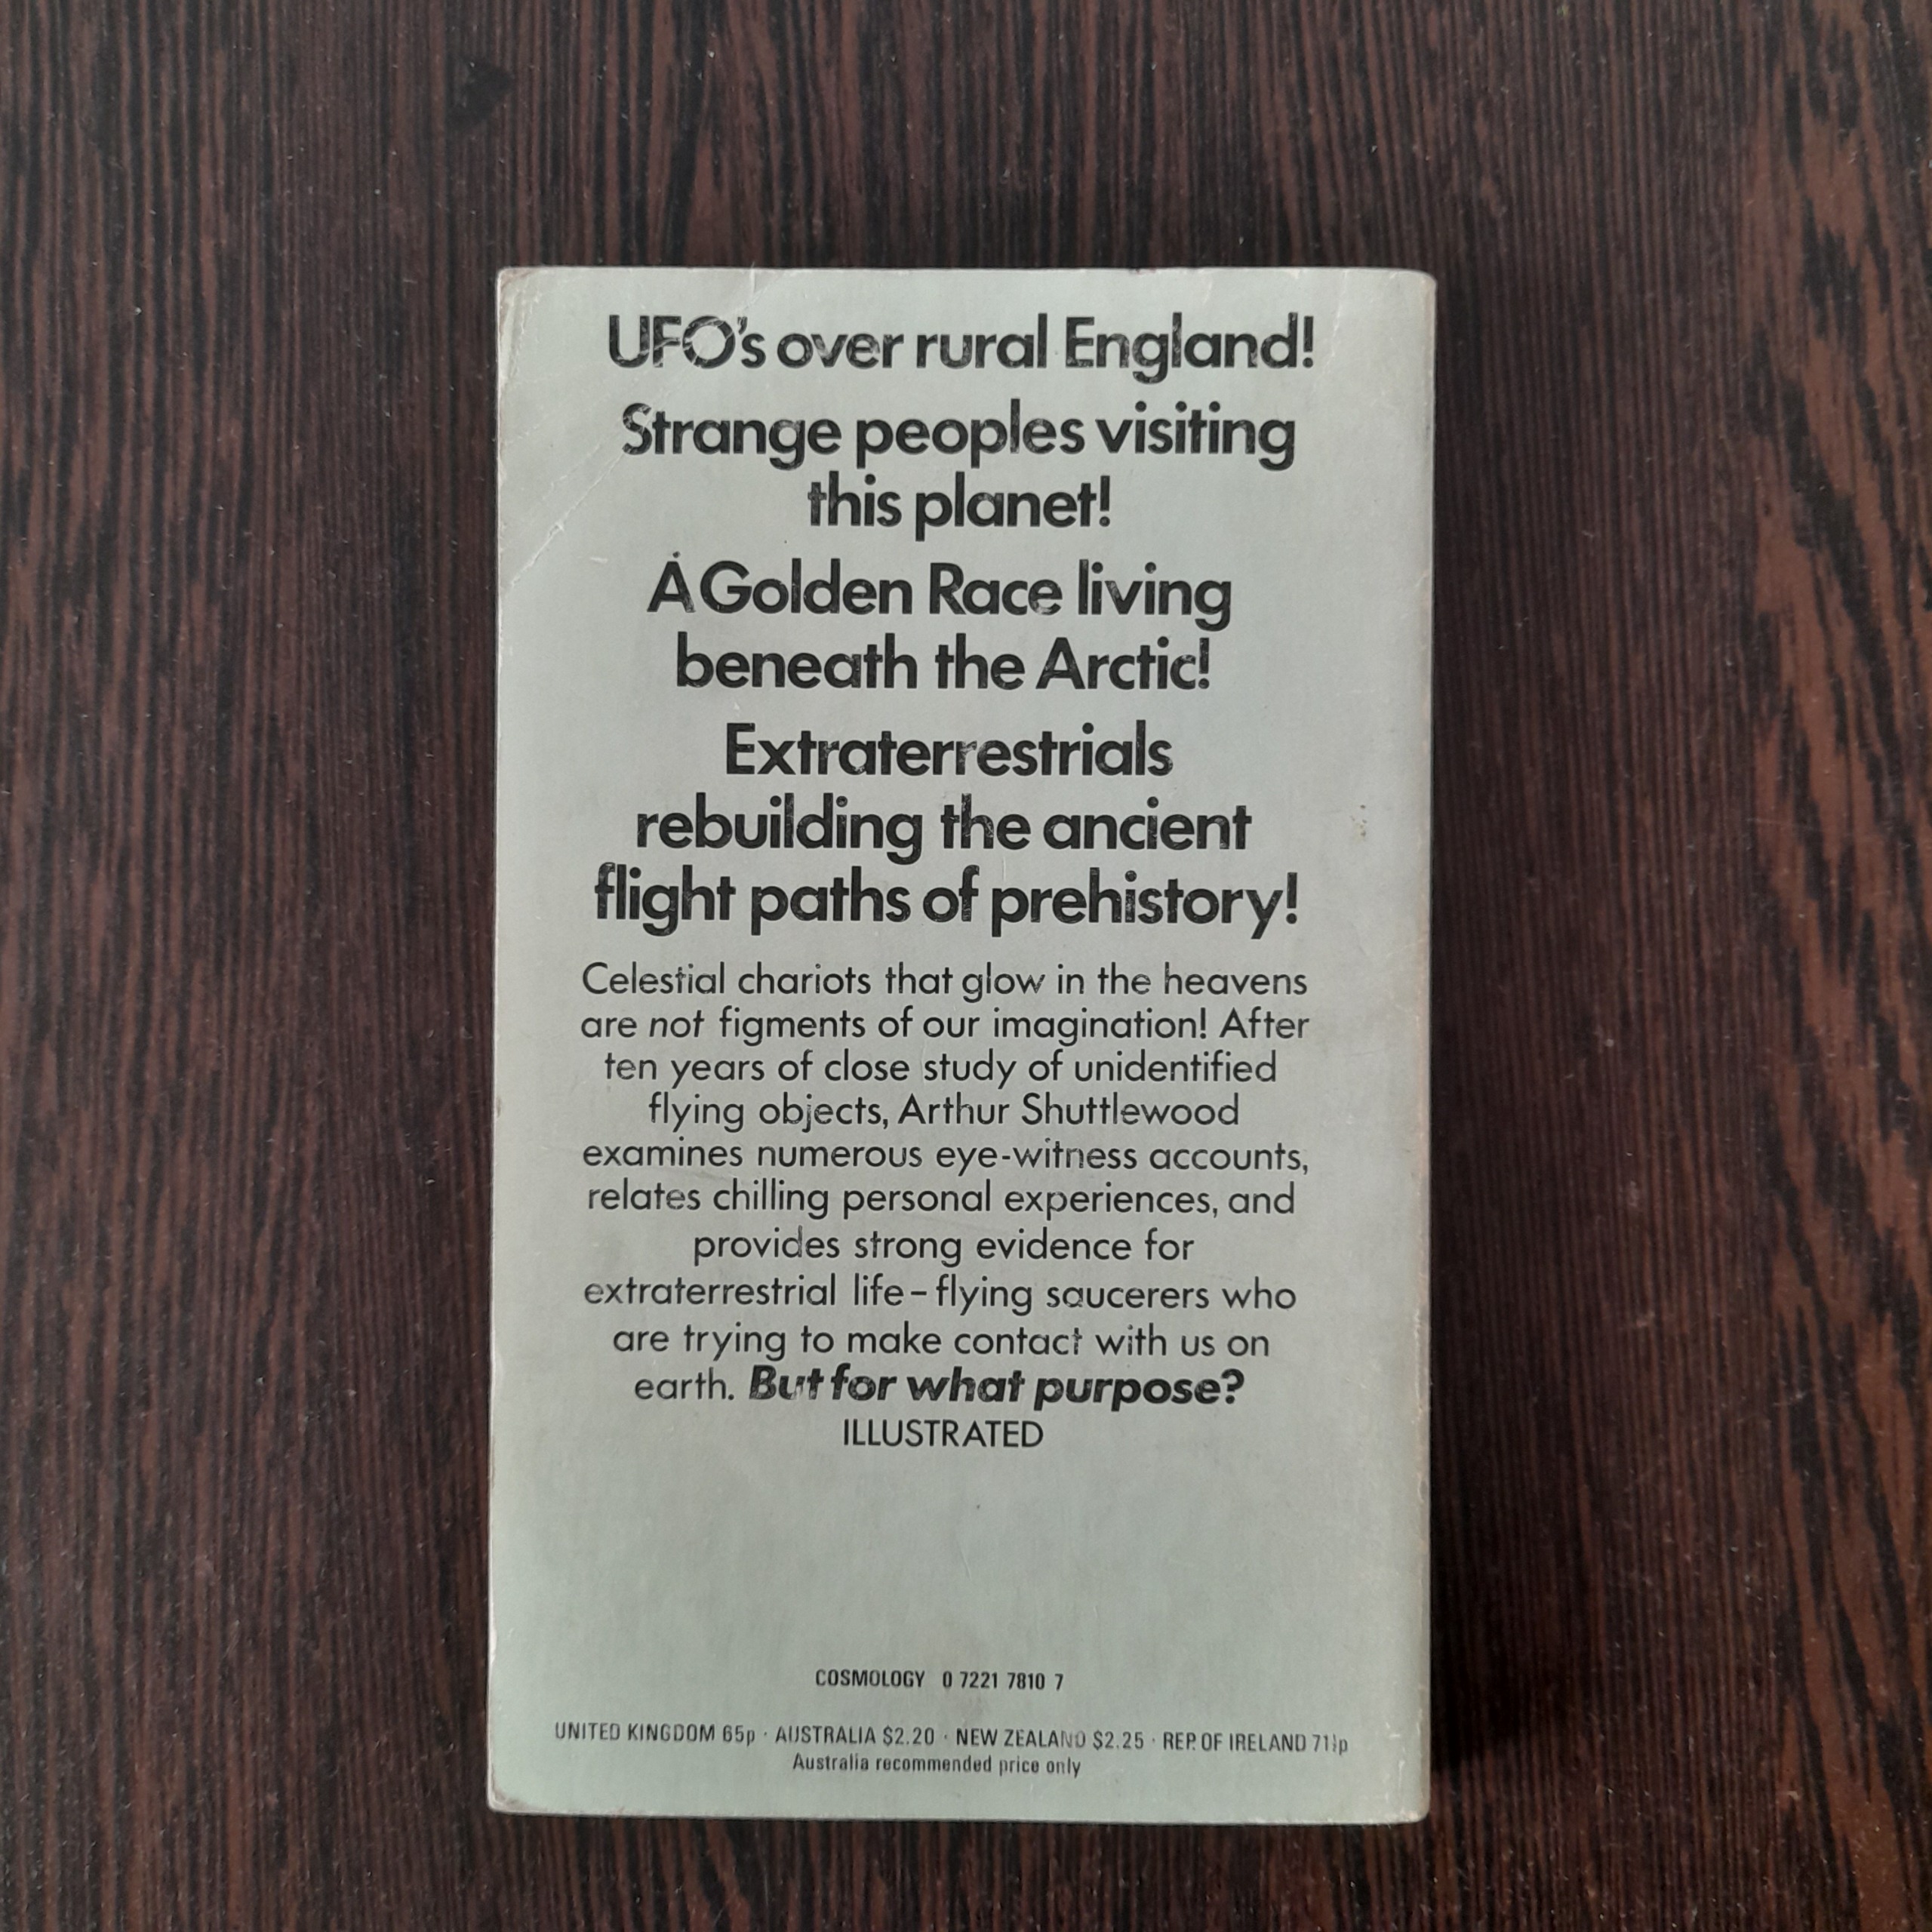 UFO's over rural England!
Strange peoples visiting
this planet!
A Golden Race living
beneath the Arctic!
Extraterrestrials
rebuilding the ancient
flight paths of prehistory!
Celestial chariots that glow in the heavens
are not figments of our imagination! After
ten years of close study of unidentified
flying objects, Arthur Shuttlewood
examines numerous eye-witness accounts,
relates chilling personal experiences, and
provides strong evidence for
extraterrestrial life – flying saucerers who
are trying to make contact with us on
earth. But for what purpose?
ILLUSTRATED
COSMOLOGY 0 7221 7810 7
UNITED KINGDOM 65p · AUSTRALIA $2.20 · NEW ZEALAND $2.25 · REP. OF IRELAND 71½p
Australia recommended price only